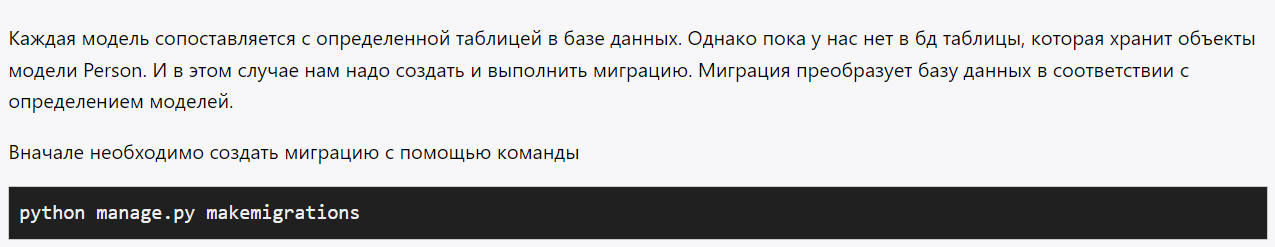 Каждая модель сопоставляется с определенной таблицей в базе данных. Однако пока у нас нет в бд таблицы, которая хранит объекты
модели Person. И в этом случае нам надо создать и выполнить миграцию. Миграция преобразует базу данных в соответствии с
определением моделей.
Вначале необходимо создать миграцию с помощью команды
python manage.py makemigrations